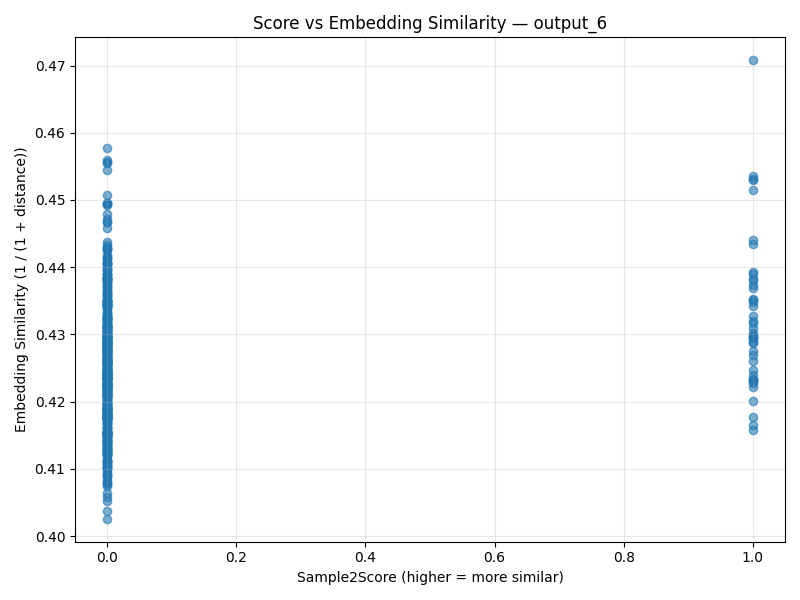 Score vs Embedding Similarity — output_6
Embedding Similarity (1 / (1 + distance))
0.47
0.46
0.45
0.44
0.43
0.42
0.41
0.40
0.0 0.2 0.4 0.6 0.8 1.0
Sample2Score (higher = more similar)